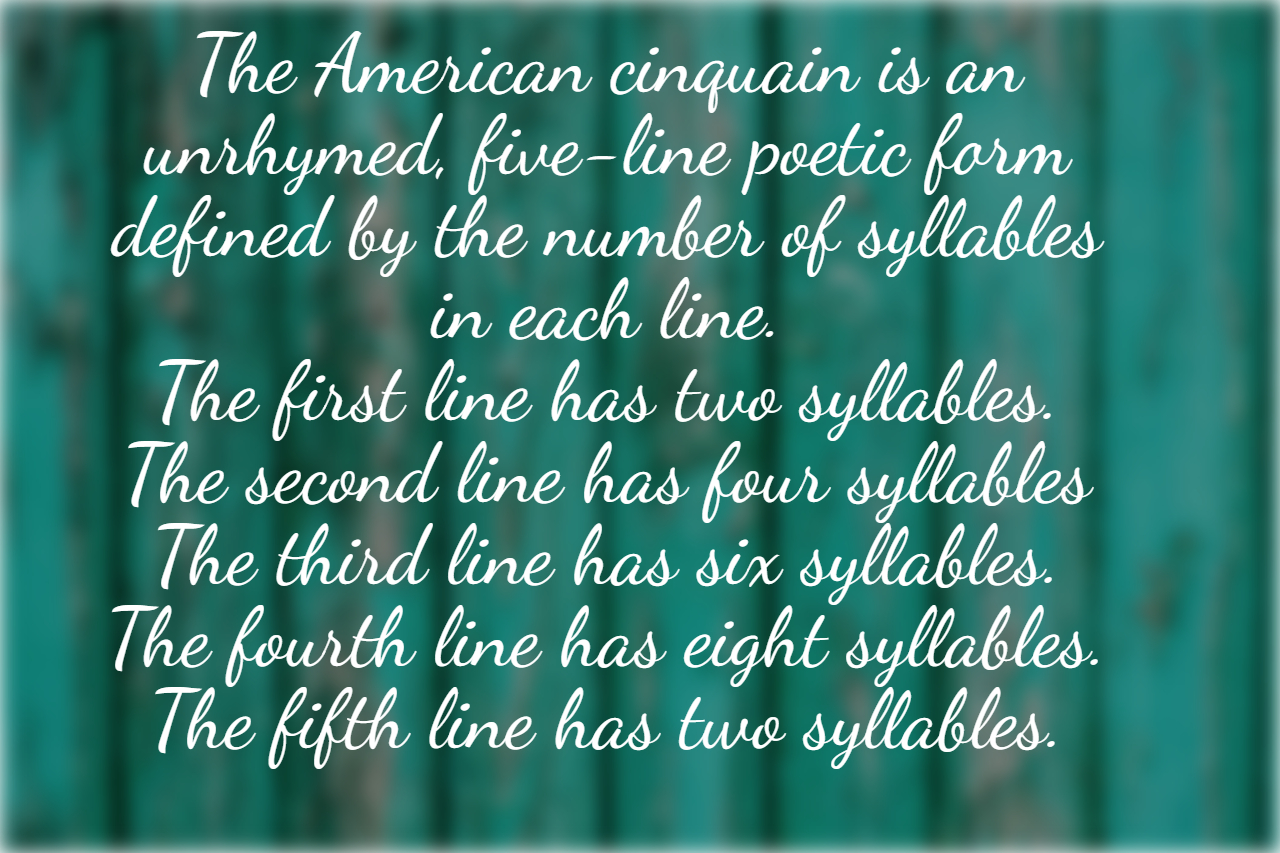 The American cinquain is an
unrhymed, five-line poetic form
defined by the number of syllables
in each line.
The first line has two syllables.
The second line has four syllables
The third line has six syllables.
The fourth line has eight syllables.
The fifth line has two syllables.